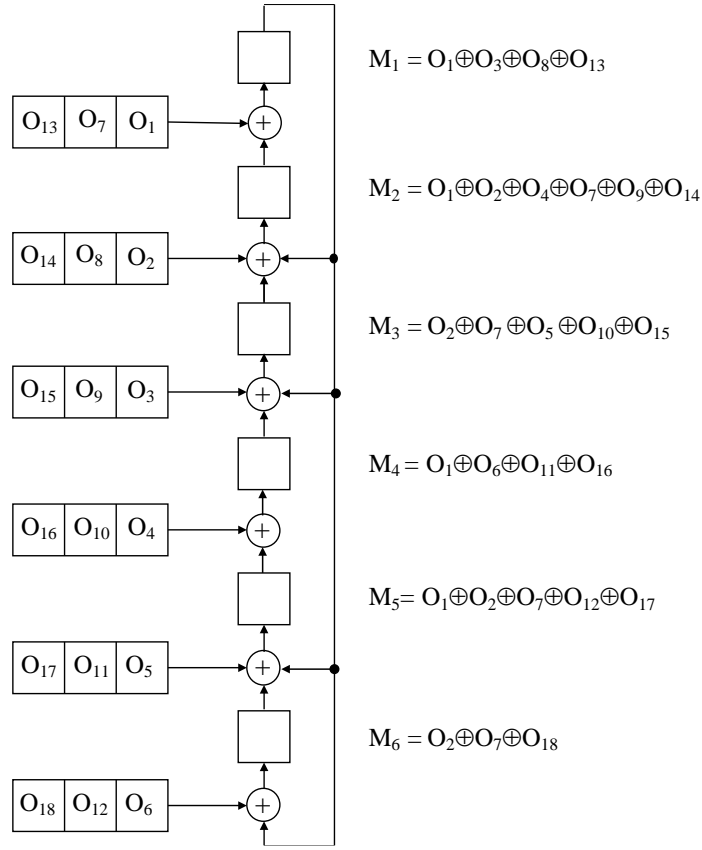 M₁ = O₁⊕O₃⊕O₈⊕O₁₃
O₁₃ O₇ O₁
+
M₂ = O₁⊕O₂⊕O₄⊕O₇⊕O₉⊕O₁₄
O₁₄ O₈ O₂
+
M₃ = O₂⊕O₇ ⊕O₅ ⊕O₁₀⊕O₁₅
O₁₅ O₉ O₃
+
M₄ = O₁⊕O₆⊕O₁₁⊕O₁₆
O₁₆ O₁₀ O₄
+
M₅= O₁⊕O₂⊕O₇⊕O₁₂⊕O₁₇
O₁₇ O₁₁ O₅
+
M₆ = O₂⊕O₇⊕O₁₈
O₁₈ O₁₂ O₆
+